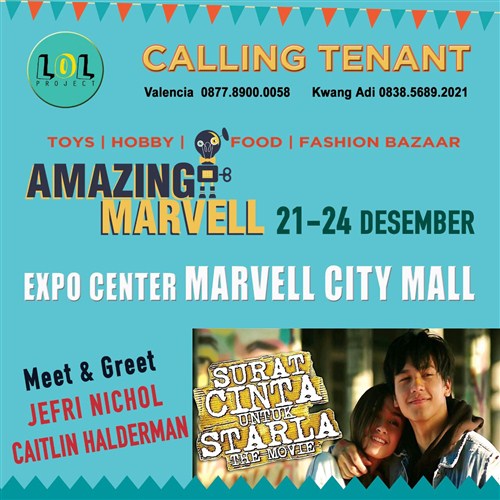 LOL
PROJECT
CALLING TENANT
Valencia 0877.8900.0058 Kwang Adi 0838.5689.2021
TOYS | HOBBY | FOOD | FASHION BAZAAR
AMAZING
MARVELL 21-24 DESEMBER
EXPO CENTER MARVELL CITY MALL
Meet & Greet
JEFRI NICHOL
CAITLIN HALDERMAN
SURAT
CINTA
UNTUK
STARLA
THE MOVIE